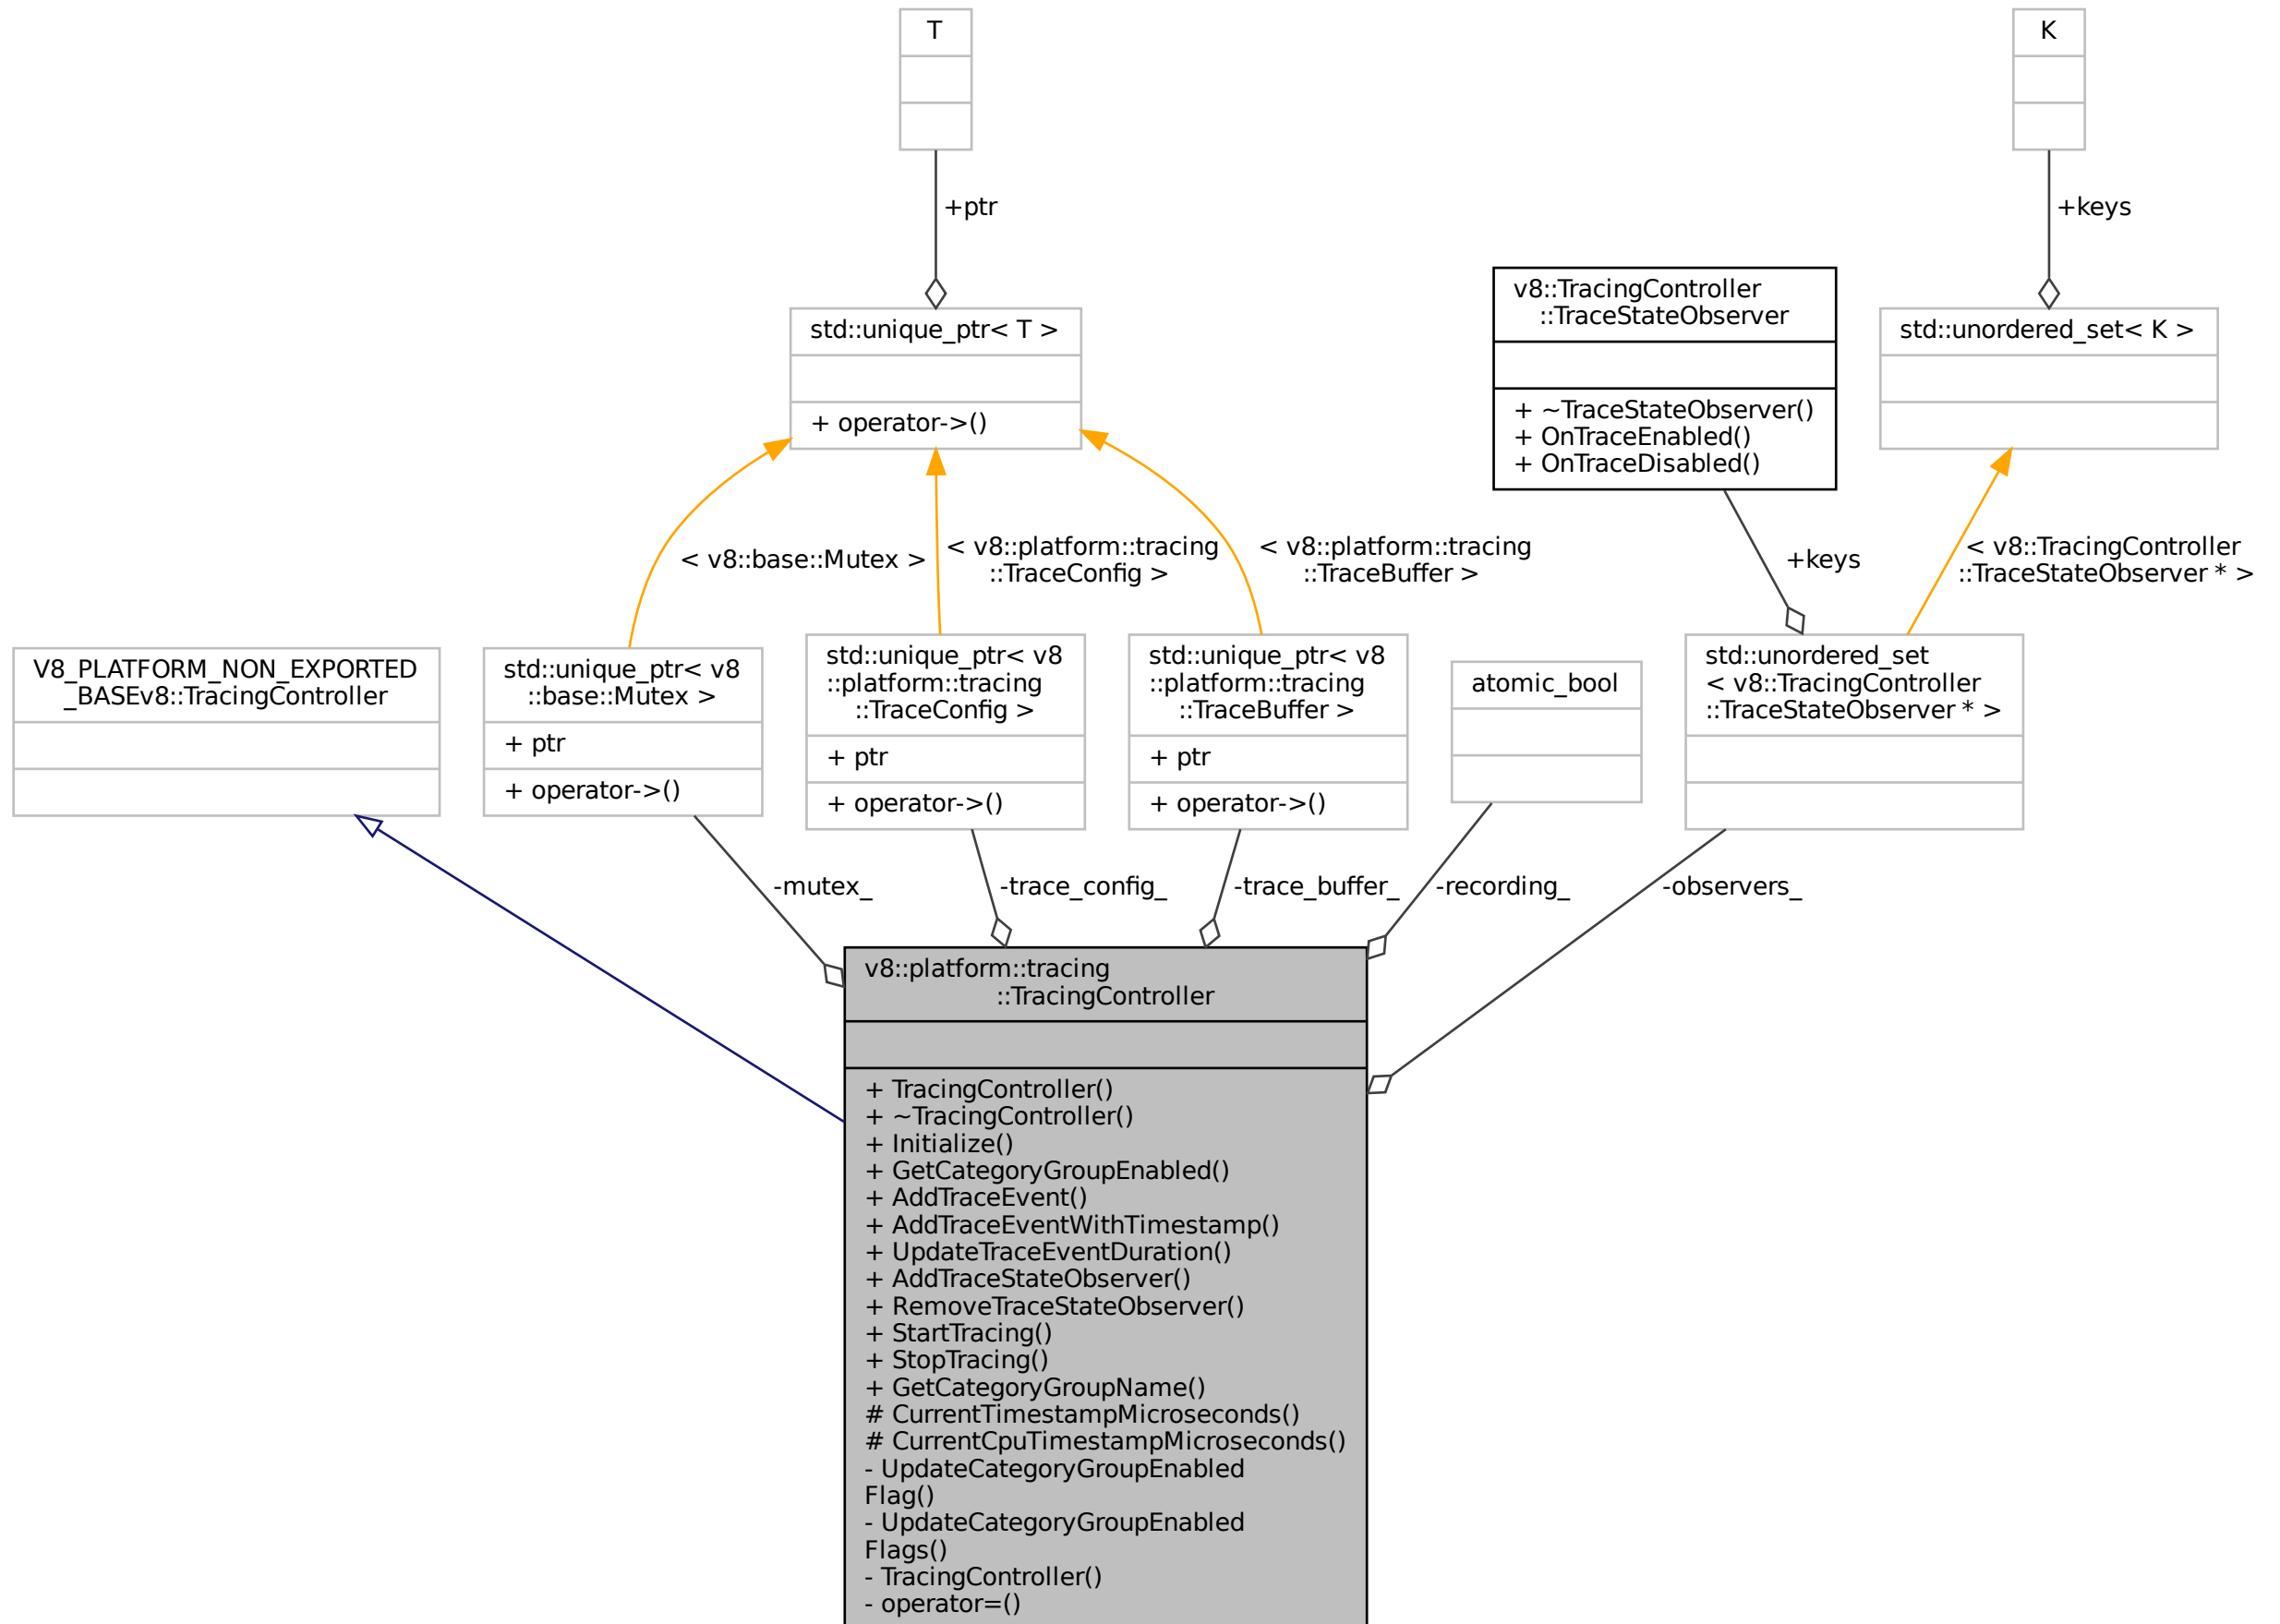 T
K
+ptr
+keys
v8::TracingController
::TraceStateObserver
+ ~TraceStateObserver()
+ OnTraceEnabled()
+ OnTraceDisabled()
std::unique_ptr< T >
+ operator->()
std::unordered_set< K >
< v8::base::Mutex >
< v8::platform::tracing
::TraceConfig >
< v8::platform::tracing
::TraceBuffer >
+keys
< v8::TracingController
::TraceStateObserver * >
V8_PLATFORM_NON_EXPORTED
_BASEv8::TracingController
std::unique_ptr< v8
::base::Mutex >
+ ptr
+ operator->()
std::unique_ptr< v8
::platform::tracing
::TraceConfig >
+ ptr
+ operator->()
std::unique_ptr< v8
::platform::tracing
::TraceBuffer >
+ ptr
+ operator->()
atomic_bool
std::unordered_set
< v8::TracingController
::TraceStateObserver * >
-mutex_
-trace_config_
-trace_buffer_
-recording_
-observers_
v8::platform::tracing
::TracingController
+ TracingController()
+ ~TracingController()
+ Initialize()
+ GetCategoryGroupEnabled()
+ AddTraceEvent()
+ AddTraceEventWithTimestamp()
+ UpdateTraceEventDuration()
+ AddTraceStateObserver()
+ RemoveTraceStateObserver()
+ StartTracing()
+ StopTracing()
+ GetCategoryGroupName()
# CurrentTimestampMicroseconds()
# CurrentCpuTimestampMicroseconds()
- UpdateCategoryGroupEnabled
Flag()
- UpdateCategoryGroupEnabled
Flags()
- TracingController()
- operator=()